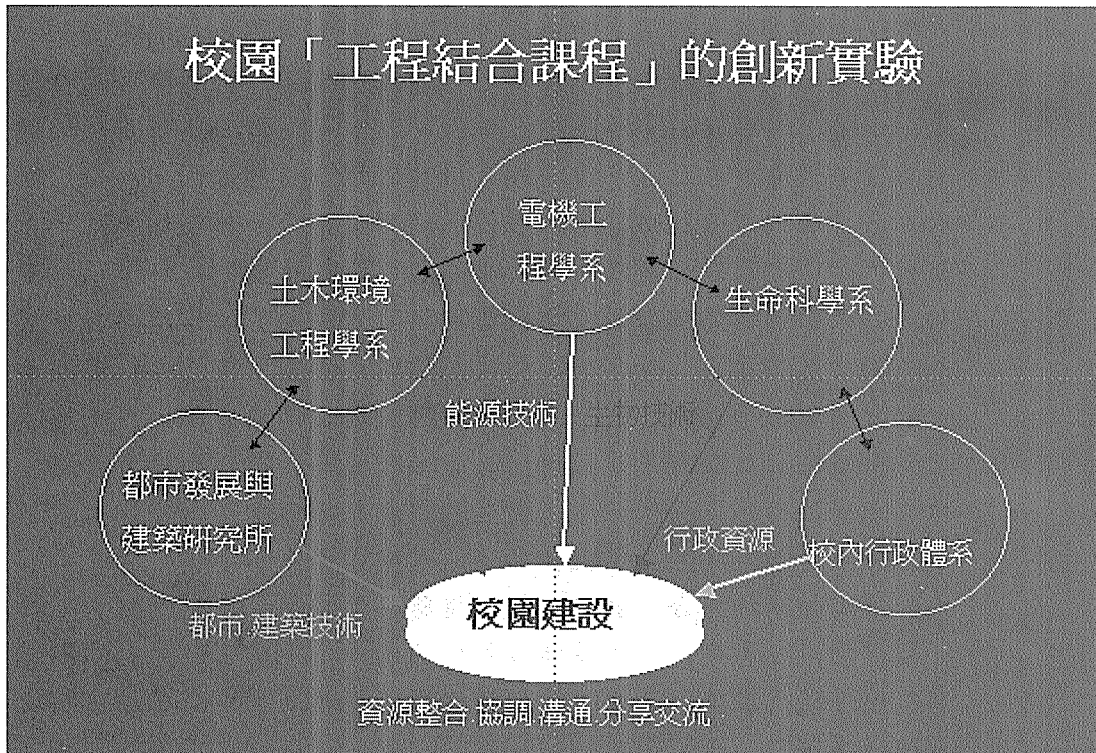 校園「工程結合課程」的創新實驗
電機工
程學系
土木環境
工程學系
生命科學系
能源技術
都市發展與
建築研究所
行政資源
校內行政體系
校園建設
都市.建築技術
資源整合.協調.溝通.分享交流